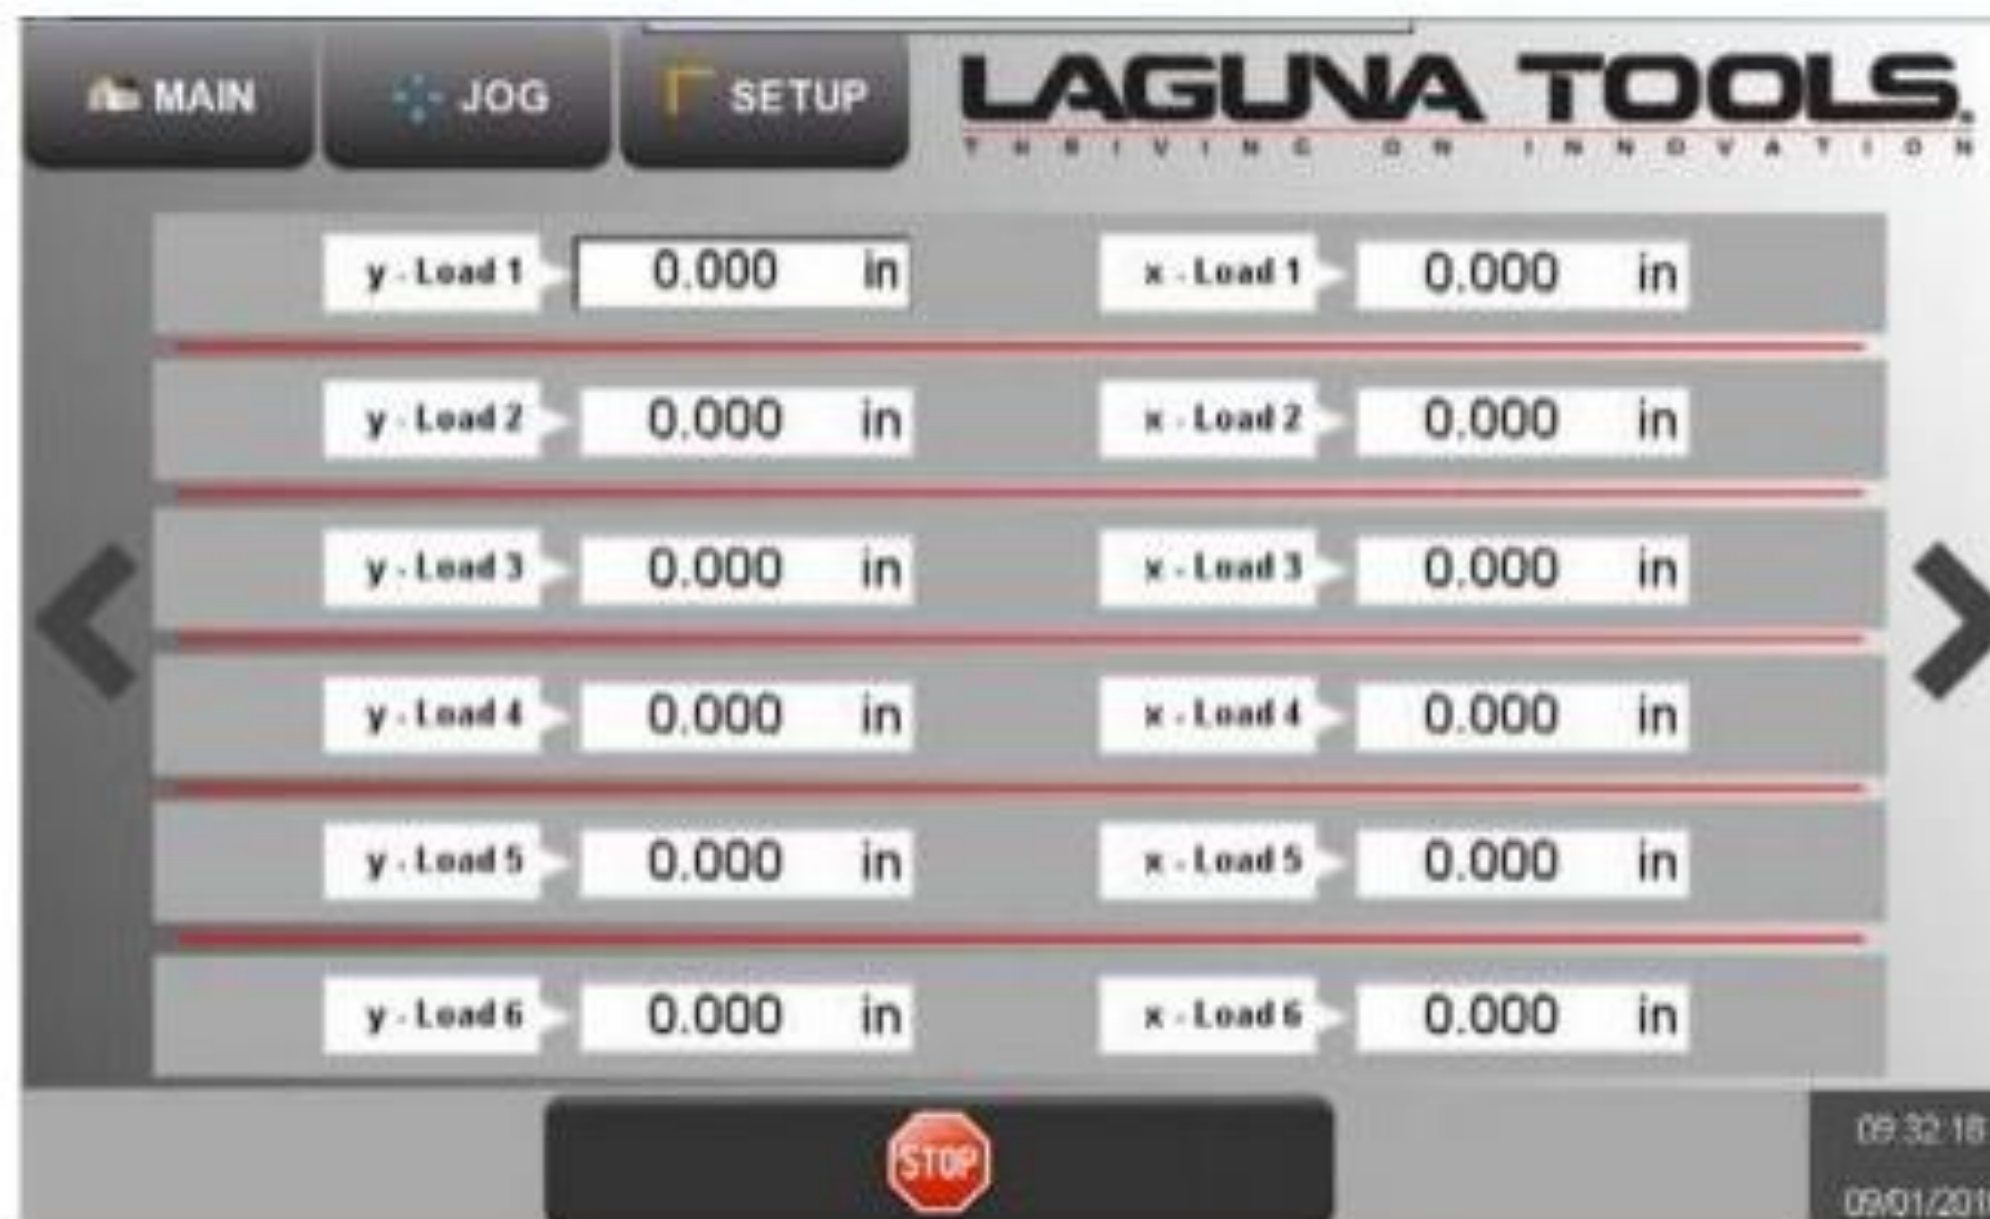 MAIN JOG SETUP
LAGUNA TOOLS
THRIVING ON INNOVATION
y - Load 1 0.000 in x - Load 1 0.000 in
y - Load 2 0.000 in x - Load 2 0.000 in
y - Load 3 0.000 in x - Load 3 0.000 in
y - Load 4 0.000 in x - Load 4 0.000 in
y - Load 5 0.000 in x - Load 5 0.000 in
y - Load 6 0.000 in x - Load 6 0.000 in
STOP
09:32:18